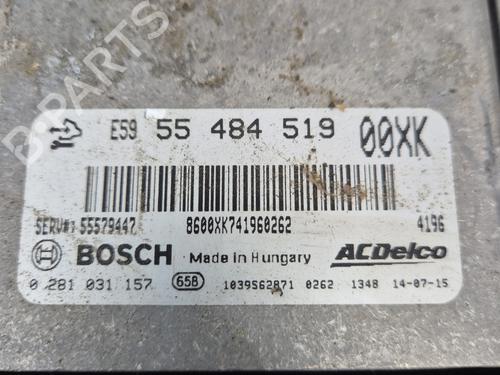 E59 55 484 519 00XK
SERV#: 55579447 8600XK741960262 4196
BOSCH Made in Hungary ACDelco
0 281 031 157 658 1039S62871 0262 1348 14-07-15
B-PARTS